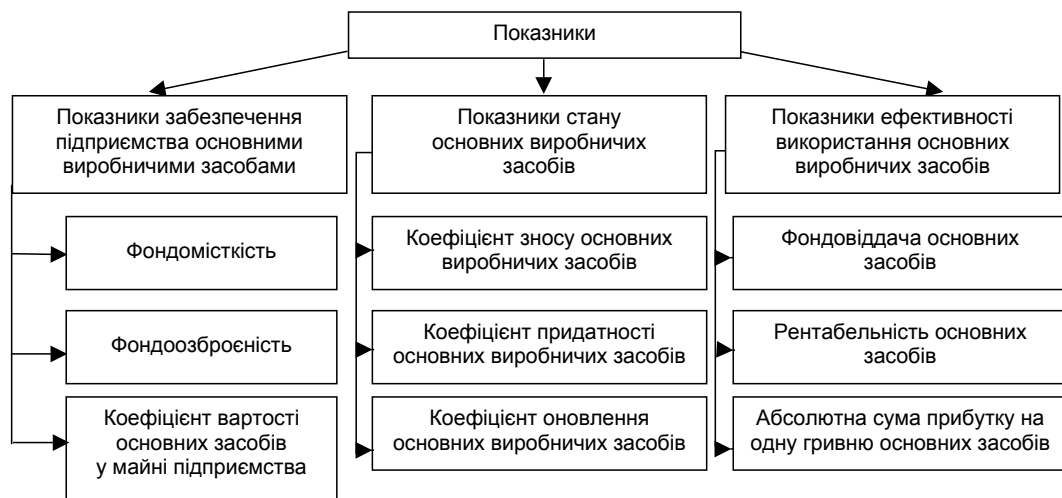 Показники
Показники забезпечення
підприємства основними
виробничими засобами
Показники стану
основних виробничих
засобів
Показники ефективності
використання основних
виробничих засобів
Фондомісткість
Коефіцієнт зносу основних
виробничих засобів
Фондовіддача основних
засобів
Фондоозброєність
Коефіцієнт придатності
основних виробничих засобів
Рентабельність основних
засобів
Коефіцієнт вартості
основних засобів
у майні підприємства
Коефіцієнт оновлення
основних виробничих засобів
Абсолютна сума прибутку на
одну гривню основних засобів